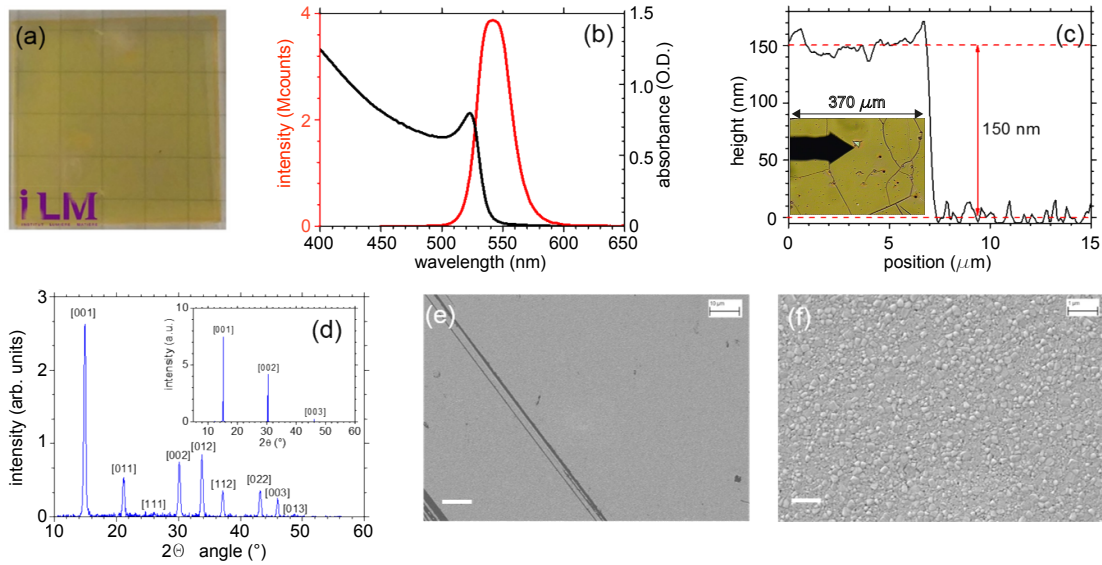 (a)
i LM
(b)
intensity (Mcounts)
4
2
0
absorbance (O.D.)
1.5
1.0
0.5
0.0
400 450 500 550 600 650
wavelength (nm)
(c)
height (nm)
150
100
50
0
370 μm
150 nm
0 5 10 15
position (μm)
(d)
intensity (arb. units)
3
2
1
0
[001]
[011]
[111]
[002]
[012]
[112]
[022]
[003]
[013]
10 20 30 40 50 60
2Θ angle (°)
intensity (a.u.)
10
5
0
[001]
[002]
[003]
10 20 30 40 50 60
2θ (°)
(e)
10 μm
(f)
1 μm